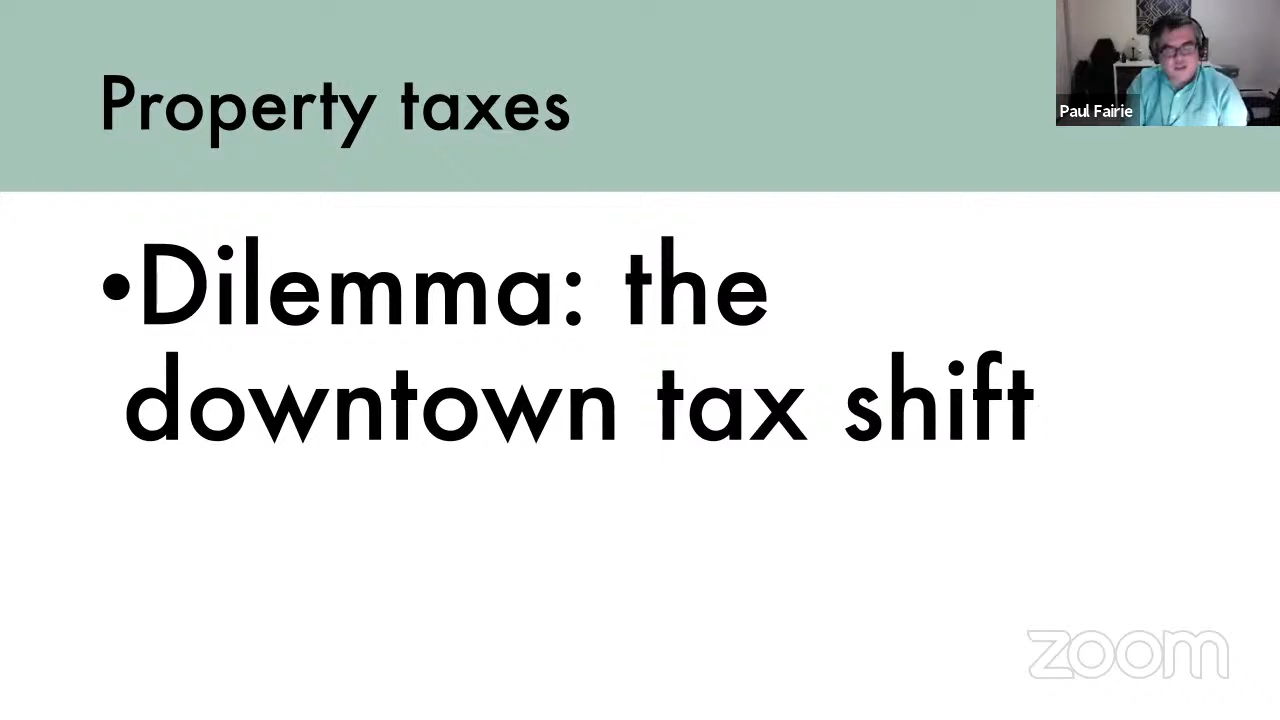 Property taxes
Paul Fairie
•Dilemma: the
downtown tax shift
zoom